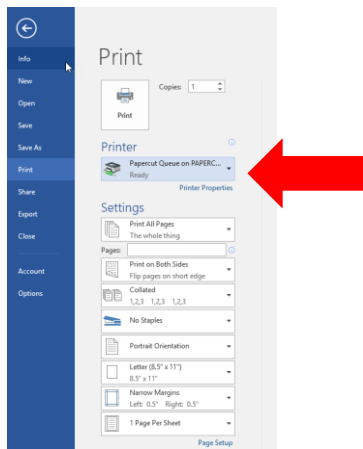 Info
New
Open
Save
Save As
Print
Share
Export
Close
Account
Options
Print
Copies: 1
Print
Printer
Papercut Queue on PAPERC...
Ready
Printer Properties
Settings
Print All Pages
The whole thing
Pages:
Print on Both Sides
Flip pages on short edge
Collated
1,2,3 1,2,3 1,2,3
No Staples
Portrait Orientation
Letter (8.5" x 11")
8.5" x 11"
Narrow Margins
Left: 0.5" Right: 0.5"
1 Page Per Sheet
Page Setup